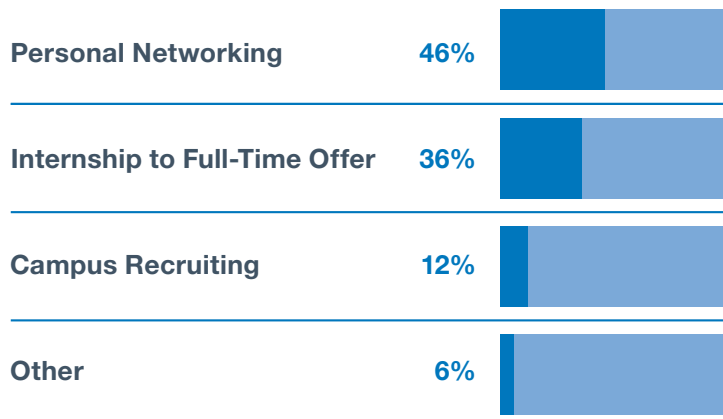 Personal Networking 46%
Internship to Full-Time Offer 36%
Campus Recruiting 12%
Other 6%